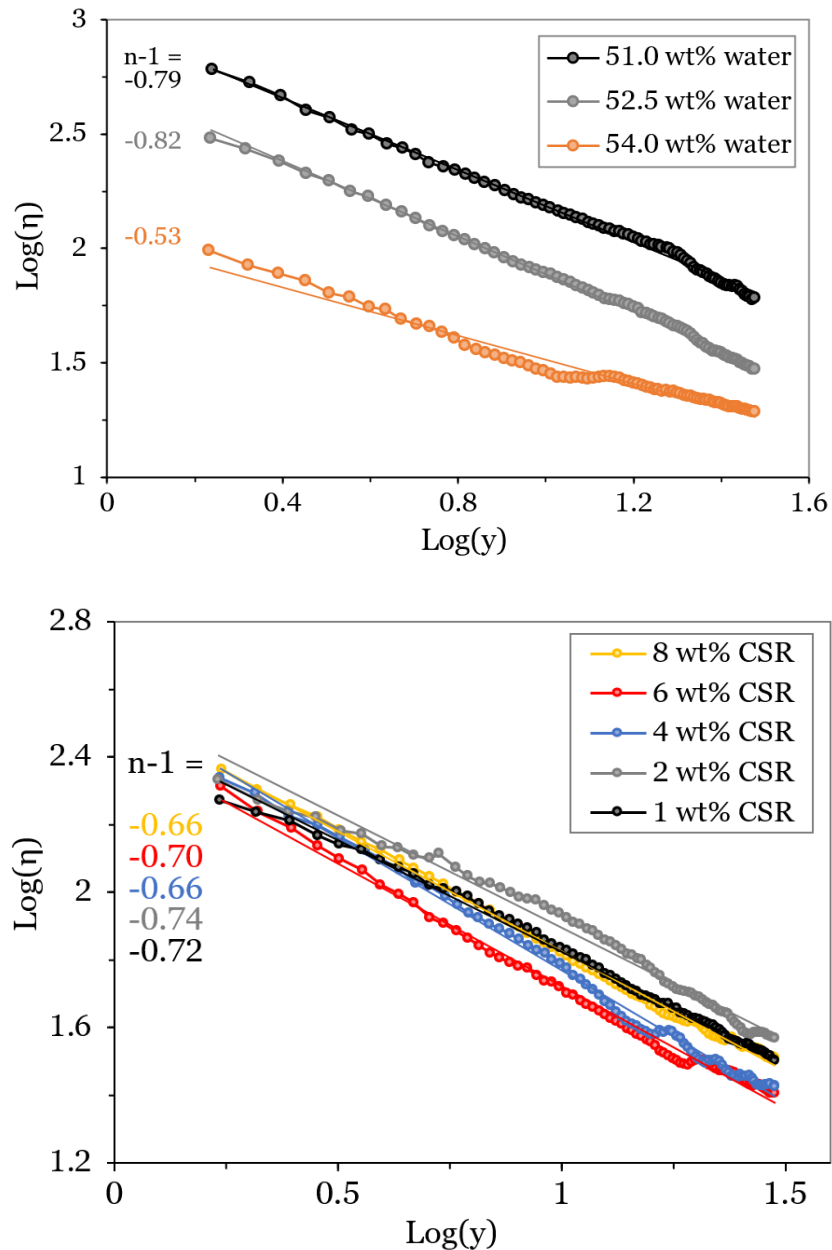 3
n-1 =
-0.79
51.0 wt% water
52.5 wt% water
54.0 wt% water
2.5
-0.82
-0.53
2
Log(η)
1.5
1
0
0.4
0.8
1.2
1.6
Log(y)
2.8
8 wt% CSR
6 wt% CSR
4 wt% CSR
2 wt% CSR
1 wt% CSR
2.4
n-1 =
-0.66
-0.70
-0.66
-0.74
-0.72
2
Log(η)
1.6
1.2
0
0.5
1
1.5
Log(y)